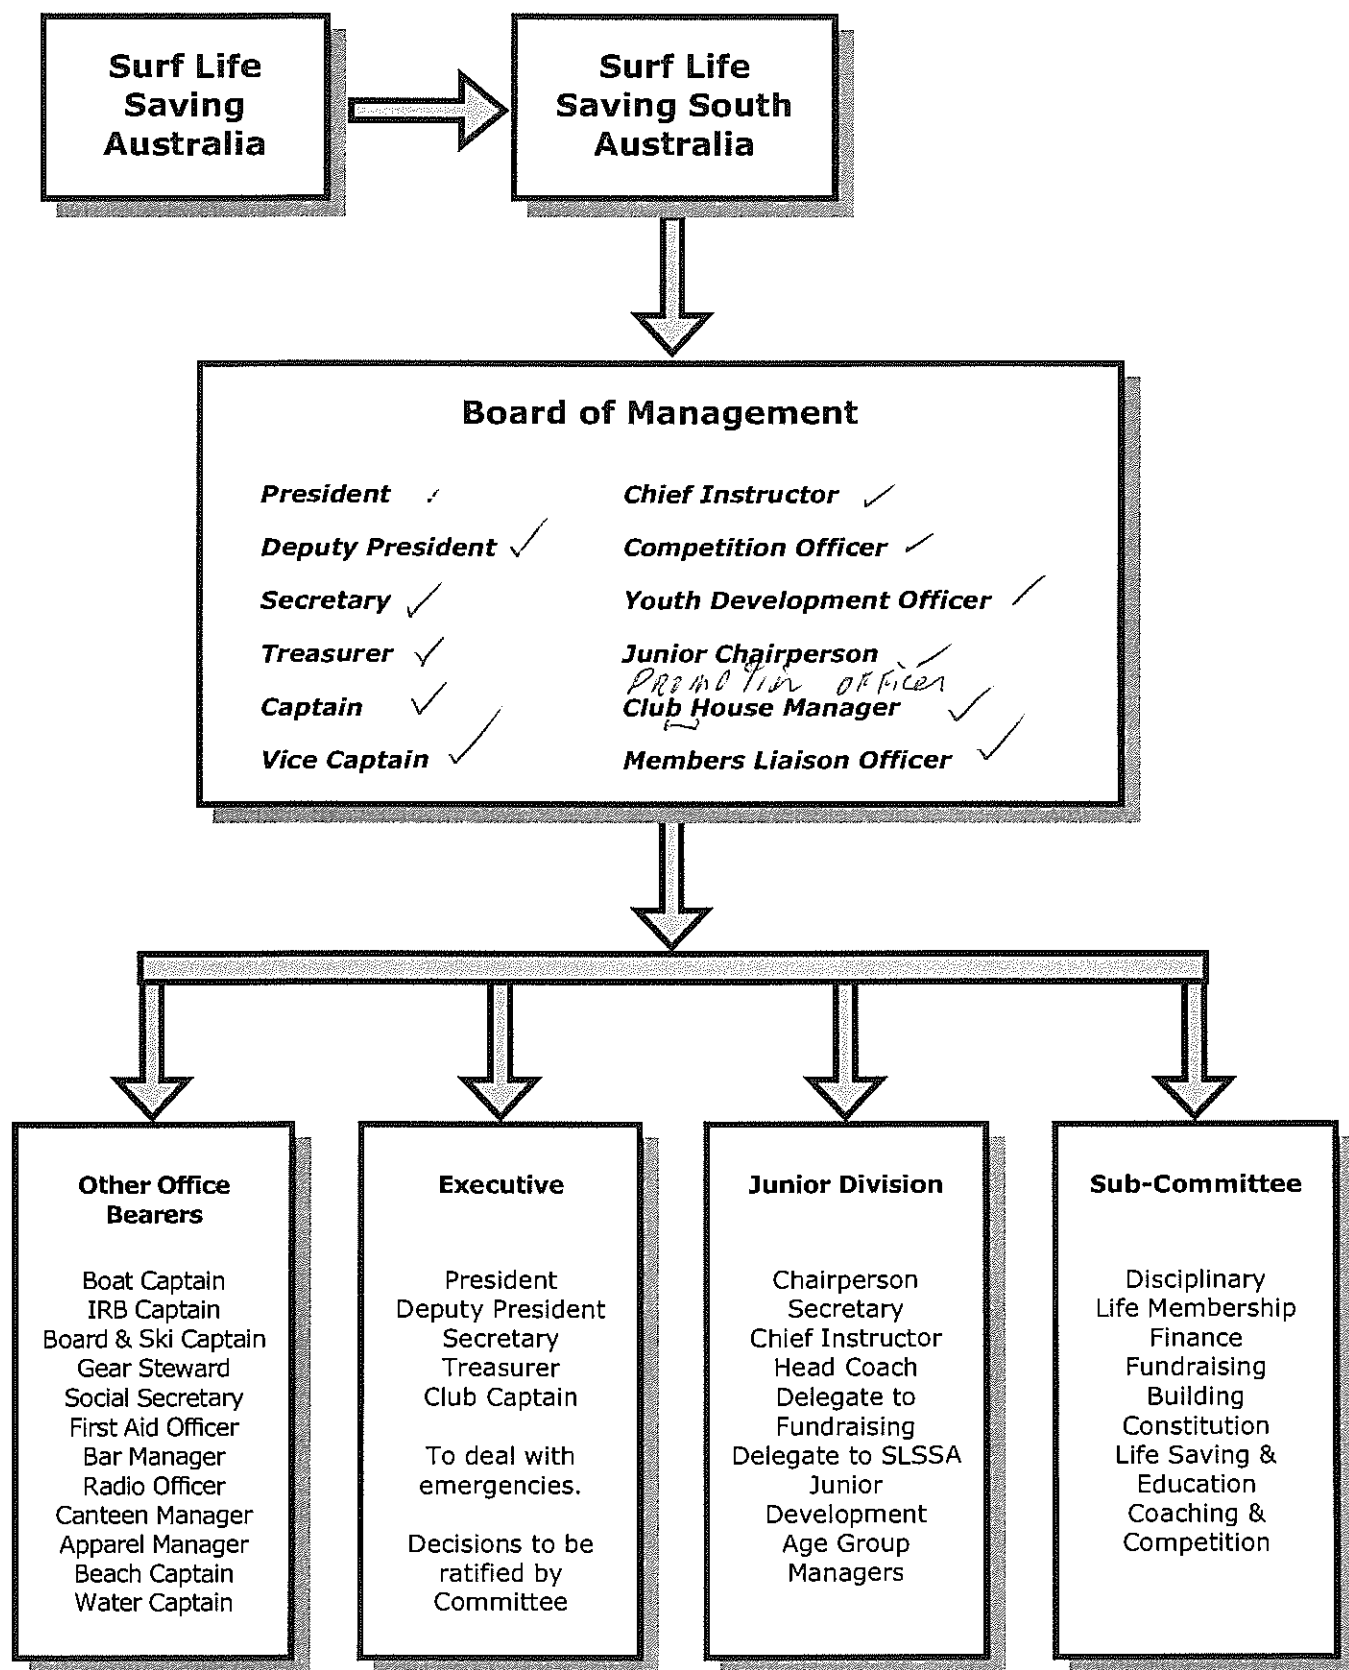 Surf Life
Saving
Australia
Surf Life
Saving South
Australia
Board of Management
President
Deputy President
Secretary
Treasurer
Captain
Vice Captain
Chief Instructor
Competition Officer
Youth Development Officer
Junior Chairperson
PROMOTION OFFICER
Club House Manager
Members Liaison Officer
Other Office
Bearers
Boat Captain
IRB Captain
Board & Ski Captain
Gear Steward
Social Secretary
First Aid Officer
Bar Manager
Radio Officer
Canteen Manager
Apparel Manager
Beach Captain
Water Captain
Executive
President
Deputy President
Secretary
Treasurer
Club Captain
To deal with
emergencies.
Decisions to be
ratified by
Committee
Junior Division
Chairperson
Secretary
Chief Instructor
Head Coach
Delegate to
Fundraising
Delegate to SLSSA
Junior
Development
Age Group
Managers
Sub-Committee
Disciplinary
Life Membership
Finance
Fundraising
Building
Constitution
Life Saving &
Education
Coaching &
Competition